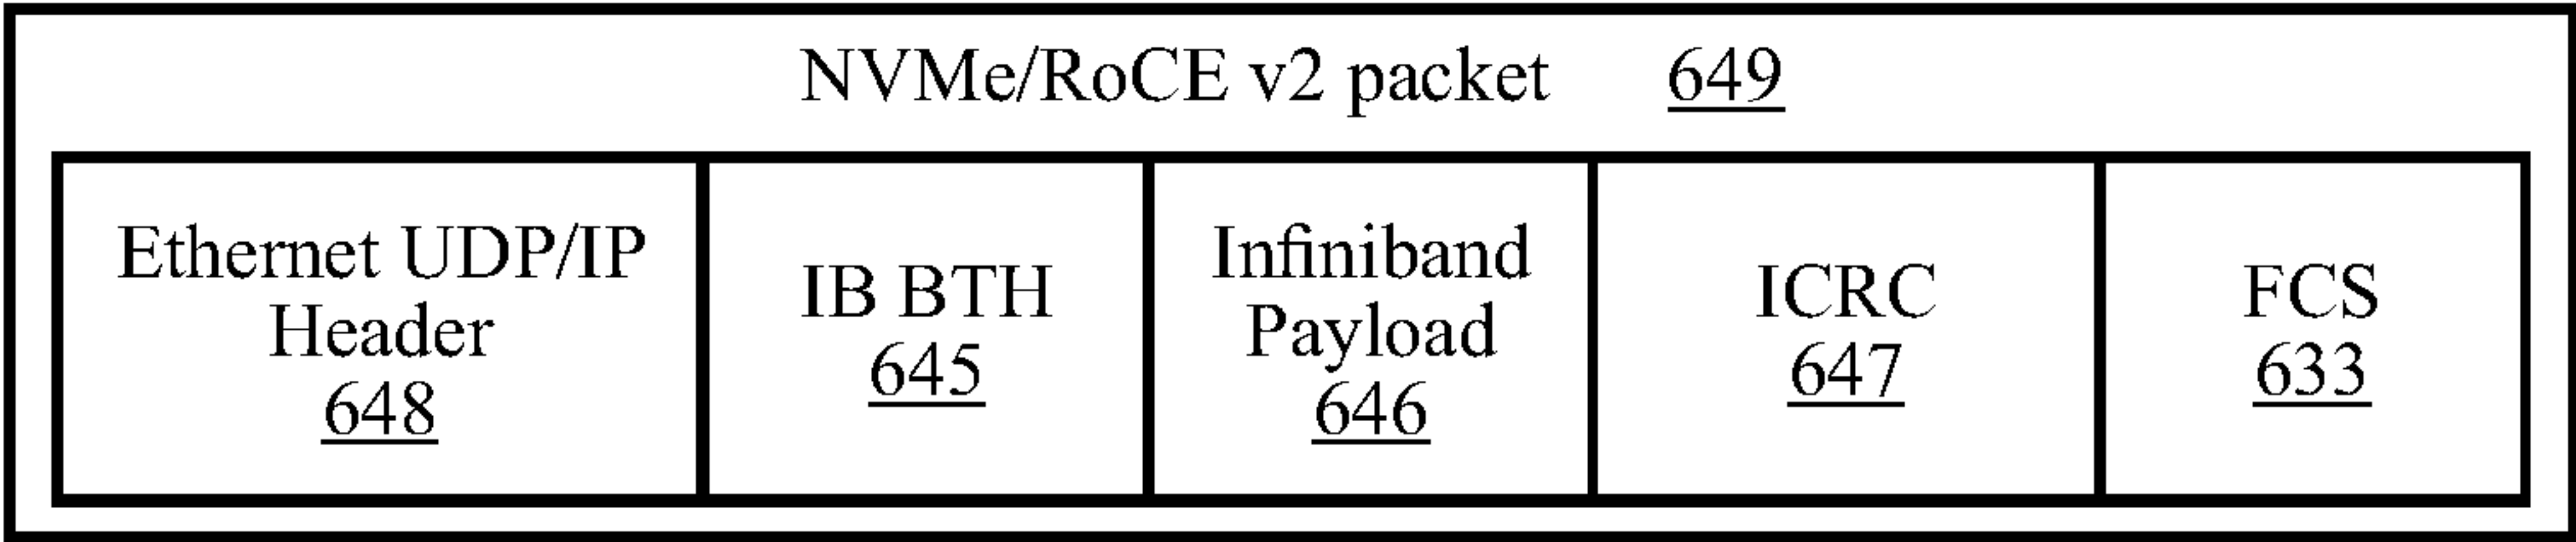 NVMe/RoCE v2 packet 649
Ethernet UDP/IP
Header
648
IB BTH
645
Infiniband
Payload
646
ICRC
647
FCS
633